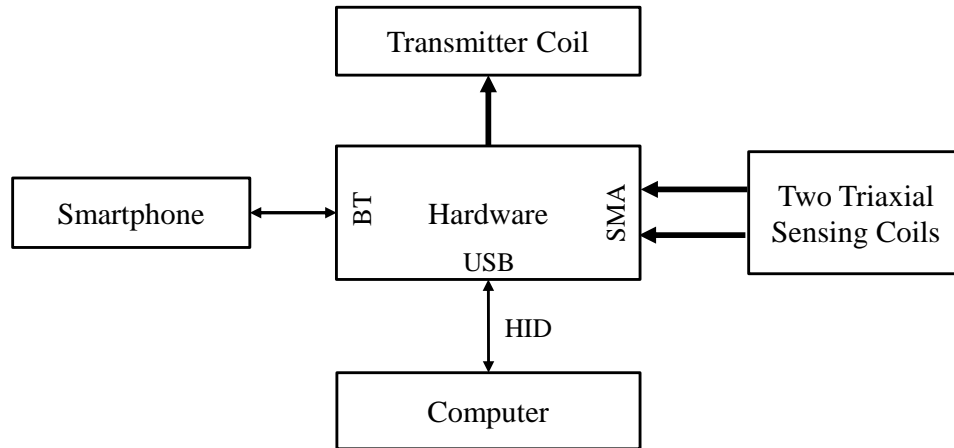 Transmitter Coil
Smartphone
BT
Hardware
SMA
USB
Two Triaxial
Sensing Coils
HID
Computer